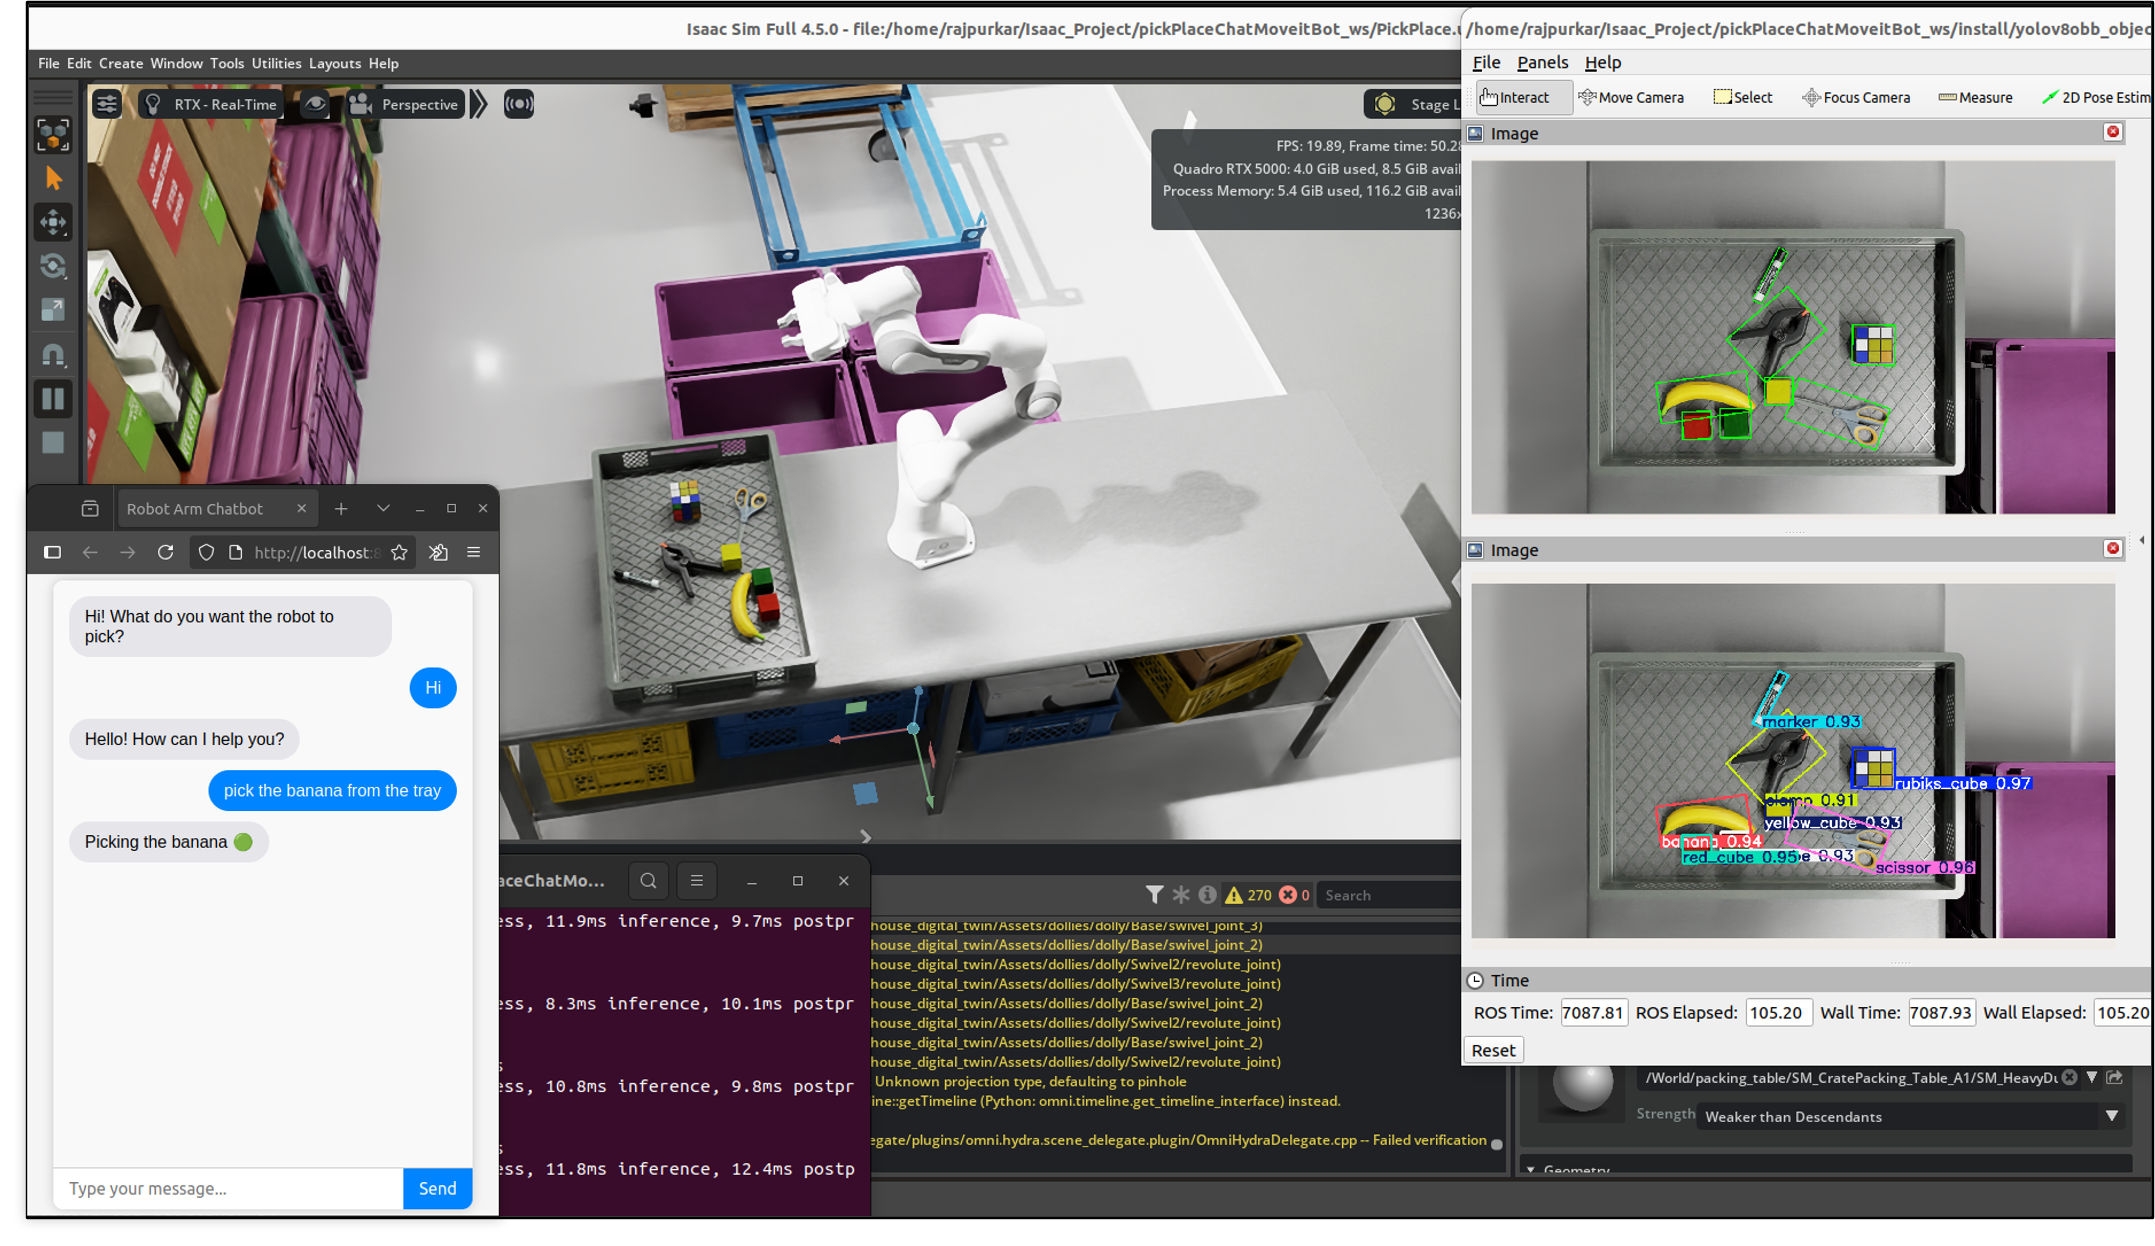 Isaac Sim Full 4.5.0 - file:/home/rajpurkar/Isaac_Project/pickPlaceChatMoveitBot_ws/PickPlace.u
File Edit Create Window Tools Utilities Layouts Help
RTX - Real-Time
Perspective
Stage L
FPS: 19.89, Frame time: 50.28
Quadro RTX 5000: 4.0 GiB used, 8.5 GiB avail
Process Memory: 5.4 GiB used, 116.2 GiB avail
1236x
/home/rajpurkar/Isaac_Project/pickPlaceChatMoveitBot_ws/install/yolov8obb_objec
File Panels Help
Interact Move Camera Select Focus Camera Measure 2D Pose Estim
Image
Image
marker 0.93
rubiks_cube 0.97
clamp 0.91
yellow_cube 0.93
banana 0.94
red_cube 0.95
e 0.93
scissor 0.96
Time
ROS Time: 7087.81 ROS Elapsed: 105.20 Wall Time: 7087.93 Wall Elapsed: 105.20
Reset
Robot Arm Chatbot
http://localhost:8
Hi! What do you want the robot to
pick?
Hi
Hello! How can I help you?
pick the banana from the tray
Picking the banana 🟢
Type your message...
Send
aceChatMo...
ess, 11.9ms inference, 9.7ms postpr
ess, 8.3ms inference, 10.1ms postpr
s
ess, 10.8ms inference, 9.8ms postpr
s
ess, 11.8ms inference, 12.4ms postp
270
0
Search
house_digital_twin/Assets/dollies/dolly/Base/swivel_joint_3)
house_digital_twin/Assets/dollies/dolly/Base/swivel_joint_2)
house_digital_twin/Assets/dollies/dolly/Swivel2/revolute_joint)
house_digital_twin/Assets/dollies/dolly/Swivel3/revolute_joint)
house_digital_twin/Assets/dollies/dolly/Base/swivel_joint_2)
house_digital_twin/Assets/dollies/dolly/Swivel2/revolute_joint)
house_digital_twin/Assets/dollies/dolly/Base/swivel_joint_2)
house_digital_twin/Assets/dollies/dolly/Swivel2/revolute_joint)
Unknown projection type, defaulting to pinhole
ine::getTimeline (Python: omni.timeline.get_timeline_interface) instead.
egate/plugins/omni.hydra.scene_delegate.plugin/OmniHydraDelegate.cpp -- Failed verification
/World/packing_table/SM_CratePacking_Table_A1/SM_HeavyDu
Strength Weaker than Descendants
Geometry